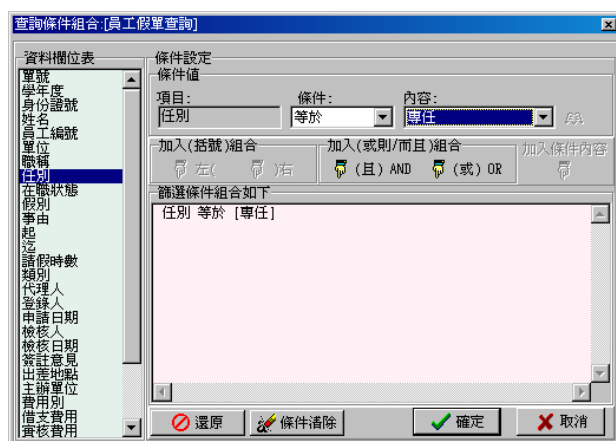 查詢條件組合:[員工假單查詢]
資料欄位表
單號
學年度
身份證號
姓名
員工編號
單位
職稱
任別
在職狀態
假別
事由
起
迄
請假時數
類別
代理人
登錄人
申請日期
檢核人
檢核日期
簽註意見
出差地點
主辦單位
費用別
借支費用
實核費用
條件設定
條件值
項目:
條件:
內容:
任別
等於
專任
加入(括號)組合
左(
)右
加入(或則/而且)組合
(且) AND
(或) OR
加入條件內容
篩選條件組合如下
任別 等於 [專任]
還原
條件清除
確定
取消